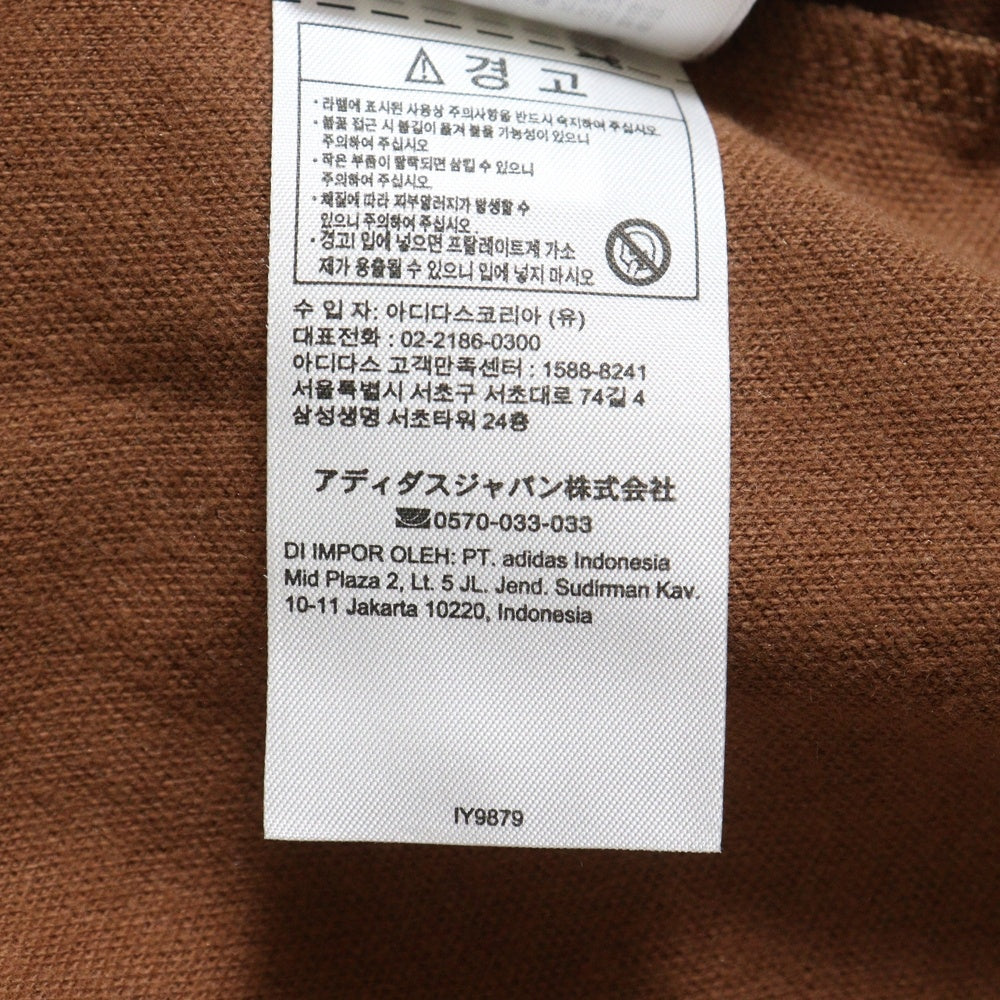 경고
· 라벨에 표시된 사용상 주의사항을 반드시 숙지하여 주십시오.
· 불꽃 접근 시 불길이 옮겨 붙을 가능성이 있으니
주의하여 주십시오
· 작은 부품이 탈락되면 삼킬 수 있으니
주의하여 주십시오.
· 체질에 따라 피부알러지가 발생할 수
있으니 주의하여 주십시오.
· 경고! 입에 넣으면 프탈레이트계 가소
제가 용출될 수 있으니 입에 넣지 마시오
수 입 자: 아디다스코리아 (유)
대표전화 : 02-2186-0300
아디다스 고객만족센터 : 1588-8241
서울특별시 서초구 서초대로 74길 4
삼성생명 서초타워 24층
アディダスジャパン株式会社
0570-033-033
DI IMPOR OLEH: PT. adidas Indonesia
Mid Plaza 2, Lt. 5 JL. Jend. Sudirman Kav.
10-11 Jakarta 10220, Indonesia
IY9879